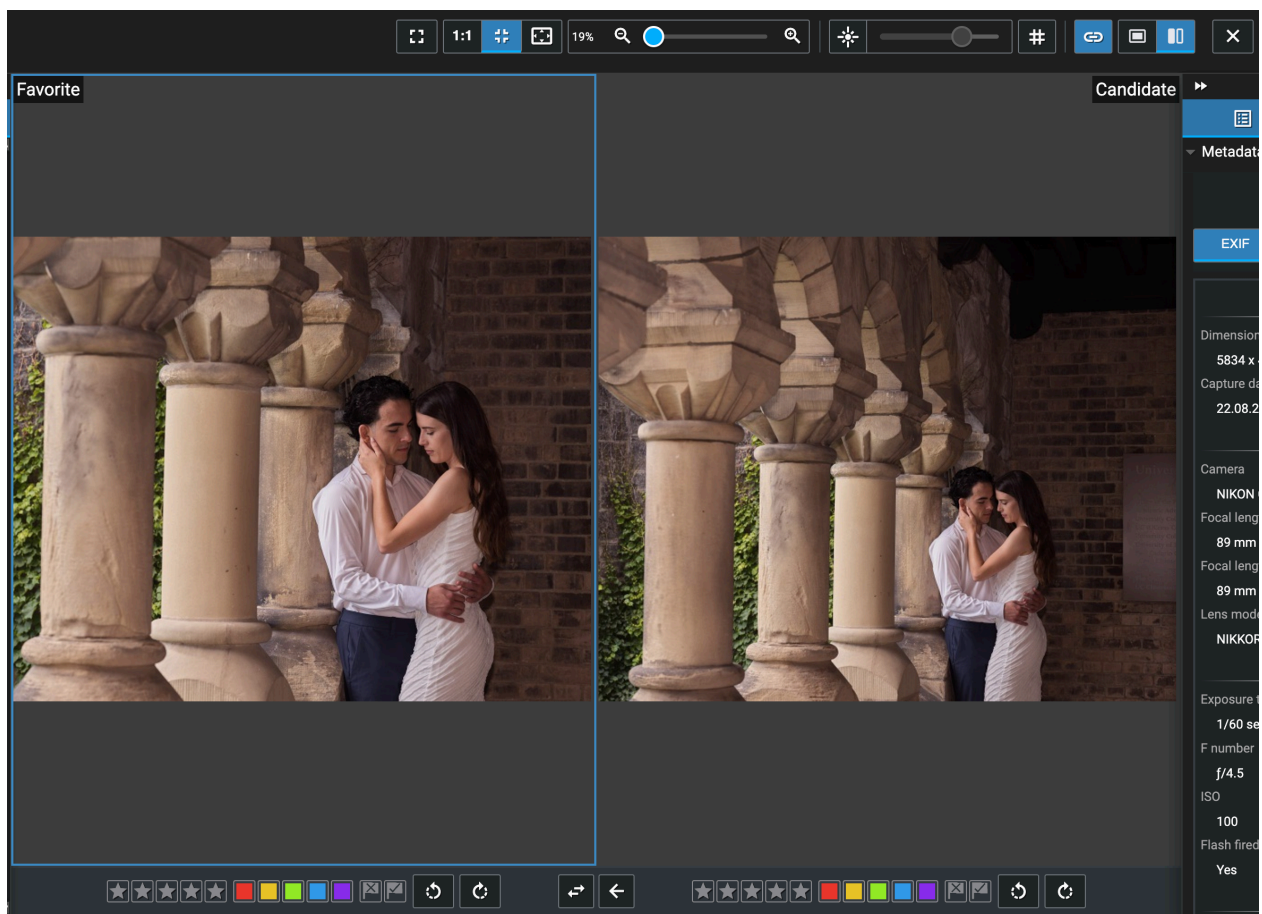 1:1
19%
Favorite
Candidate
Metadata
EXIF
Dimension
5834 x
Capture da
22.08.2
Camera
NIKON
Focal leng
89 mm
Focal leng
89 mm
Lens mode
NIKKOR
Exposure t
1/60 se
F number
ƒ/4.5
ISO
100
Flash fired
Yes